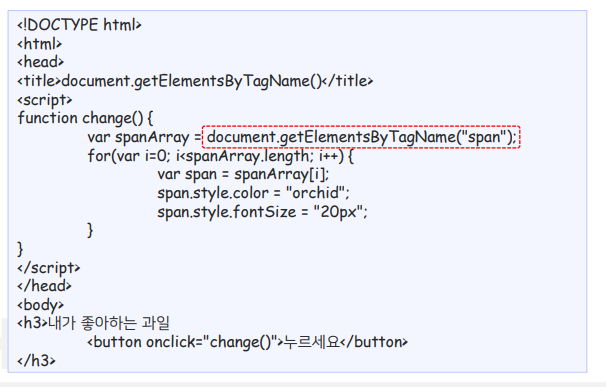 <!DOCTYPE html>
<html>
<head>
<title>document.getElementsByTagName()</title>
<script>
function change() {
var spanArray = document.getElementsByTagName("span");
for(var i=0; i<spanArray.length; i++) {
var span = spanArray[i];
span.style.color = "orchid";
span.style.fontSize = "20px";
}
}
</script>
</head>
<body>
<h3>내가 좋아하는 과일
<button onclick="change()">누르세요</button>
</h3>